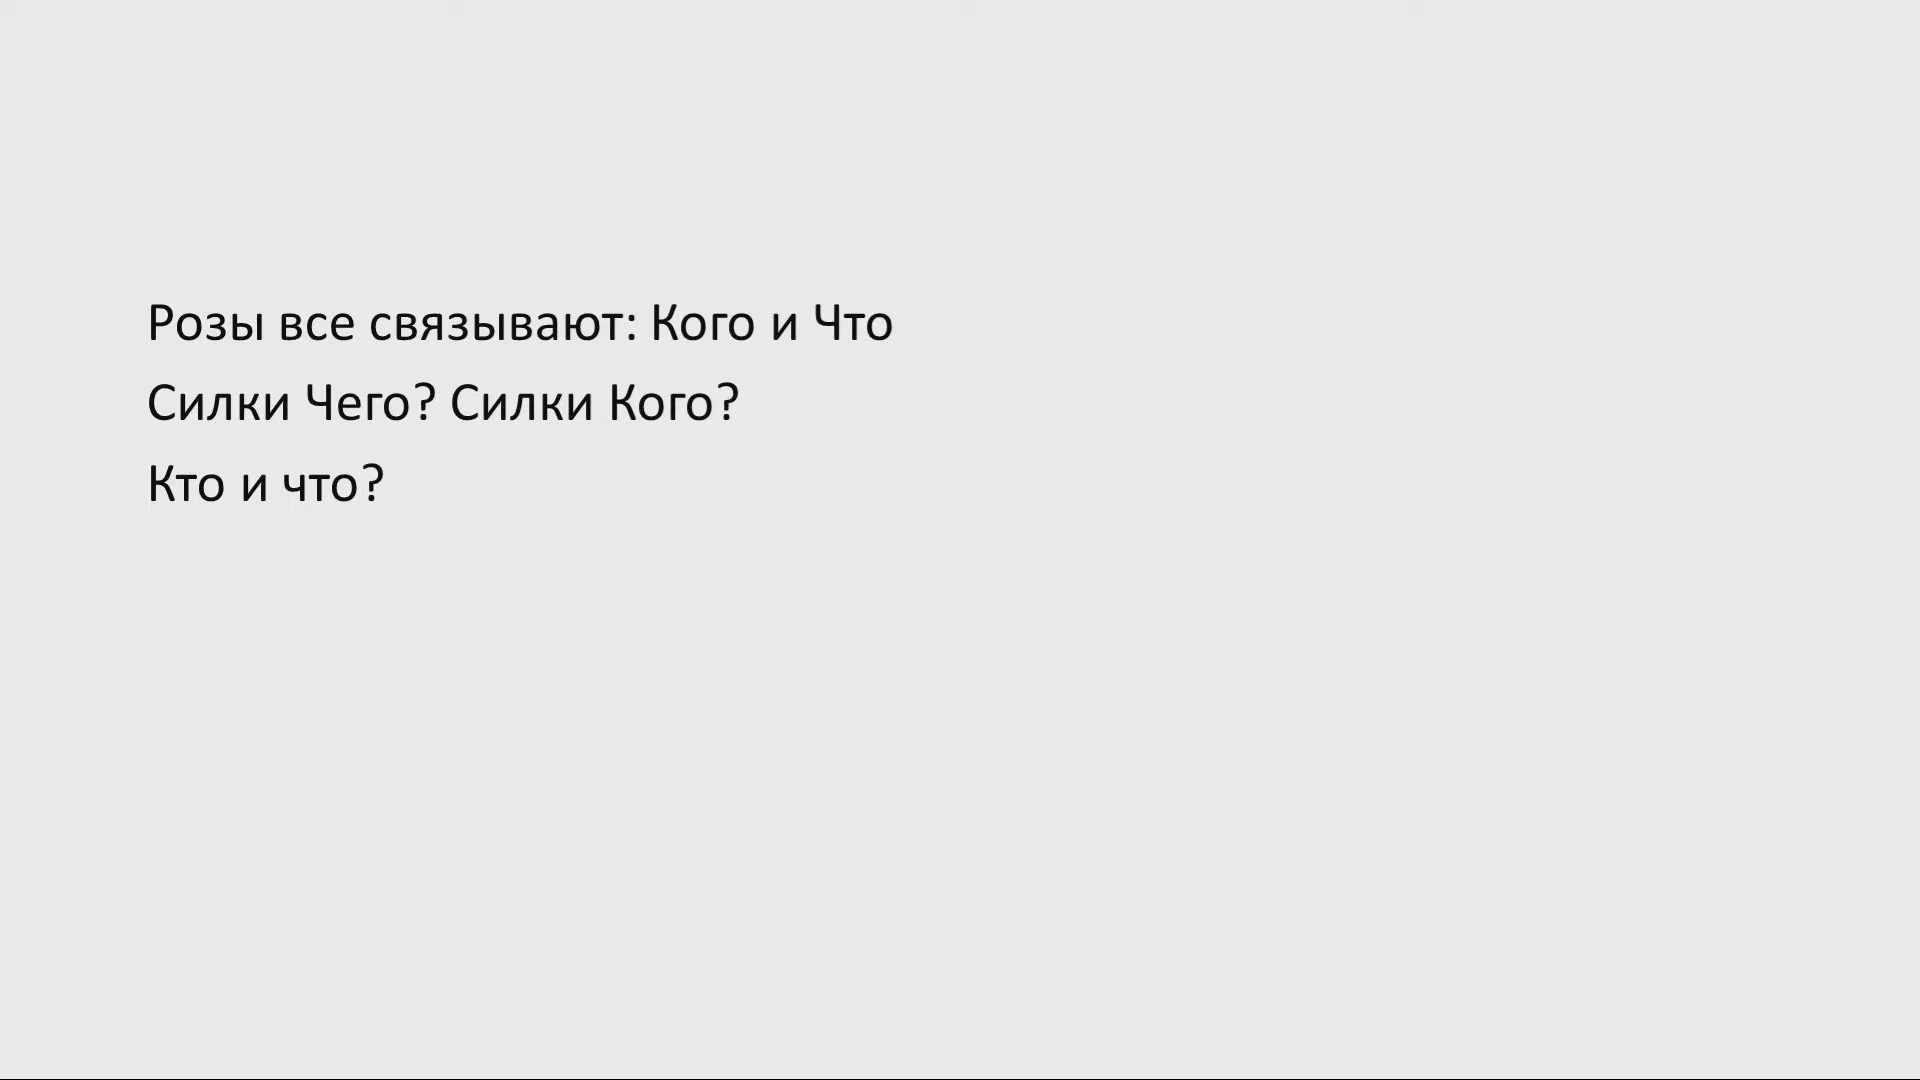 Розы все связывают: Кого и Что
Силки Чего? Силки Кого?
Кто и что?